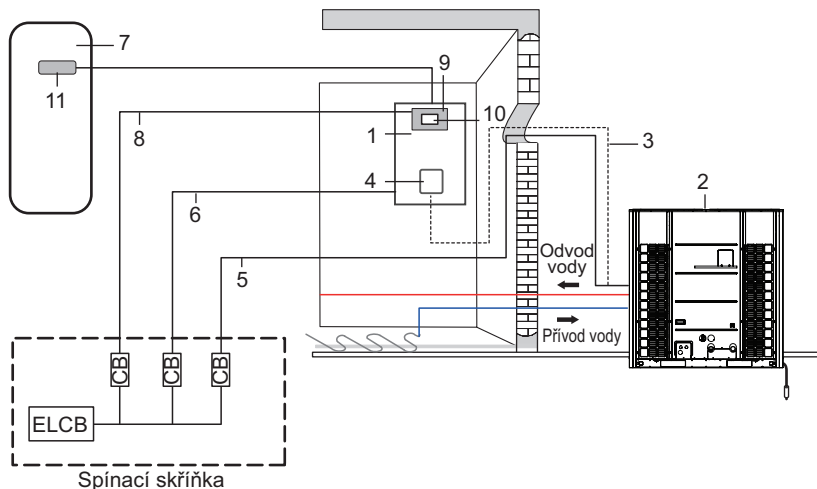 7
11
9
10
1
8
3
4
2
6
5
Odvod
vody
Přívod vody
CB
CB
CB
ELCB
Spínací skříňka